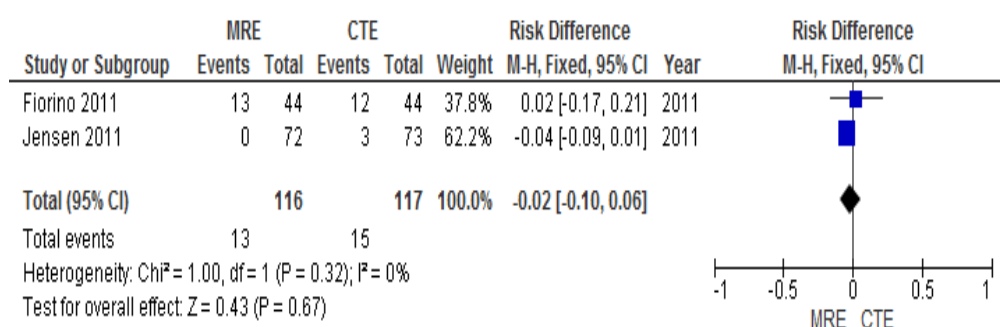 MRE CTE Risk Difference Risk Difference
Study or Subgroup Events Total Events Total Weight M-H, Fixed, 95% CI Year M-H, Fixed, 95% CI
Fiorino 2011 13 44 12 44 37.8% 0.02 [-0.17, 0.21] 2011
Jensen 2011 0 72 3 73 62.2% -0.04 [-0.09, 0.01] 2011
Total (95% CI) 116 117 100.0% -0.02 [-0.10, 0.06]
Total events 13 15
Heterogeneity: Chi² = 1.00, df = 1 (P = 0.32); I² = 0%
Test for overall effect: Z = 0.43 (P = 0.67)
-1 -0.5 0 0.5 1
MRE CTE